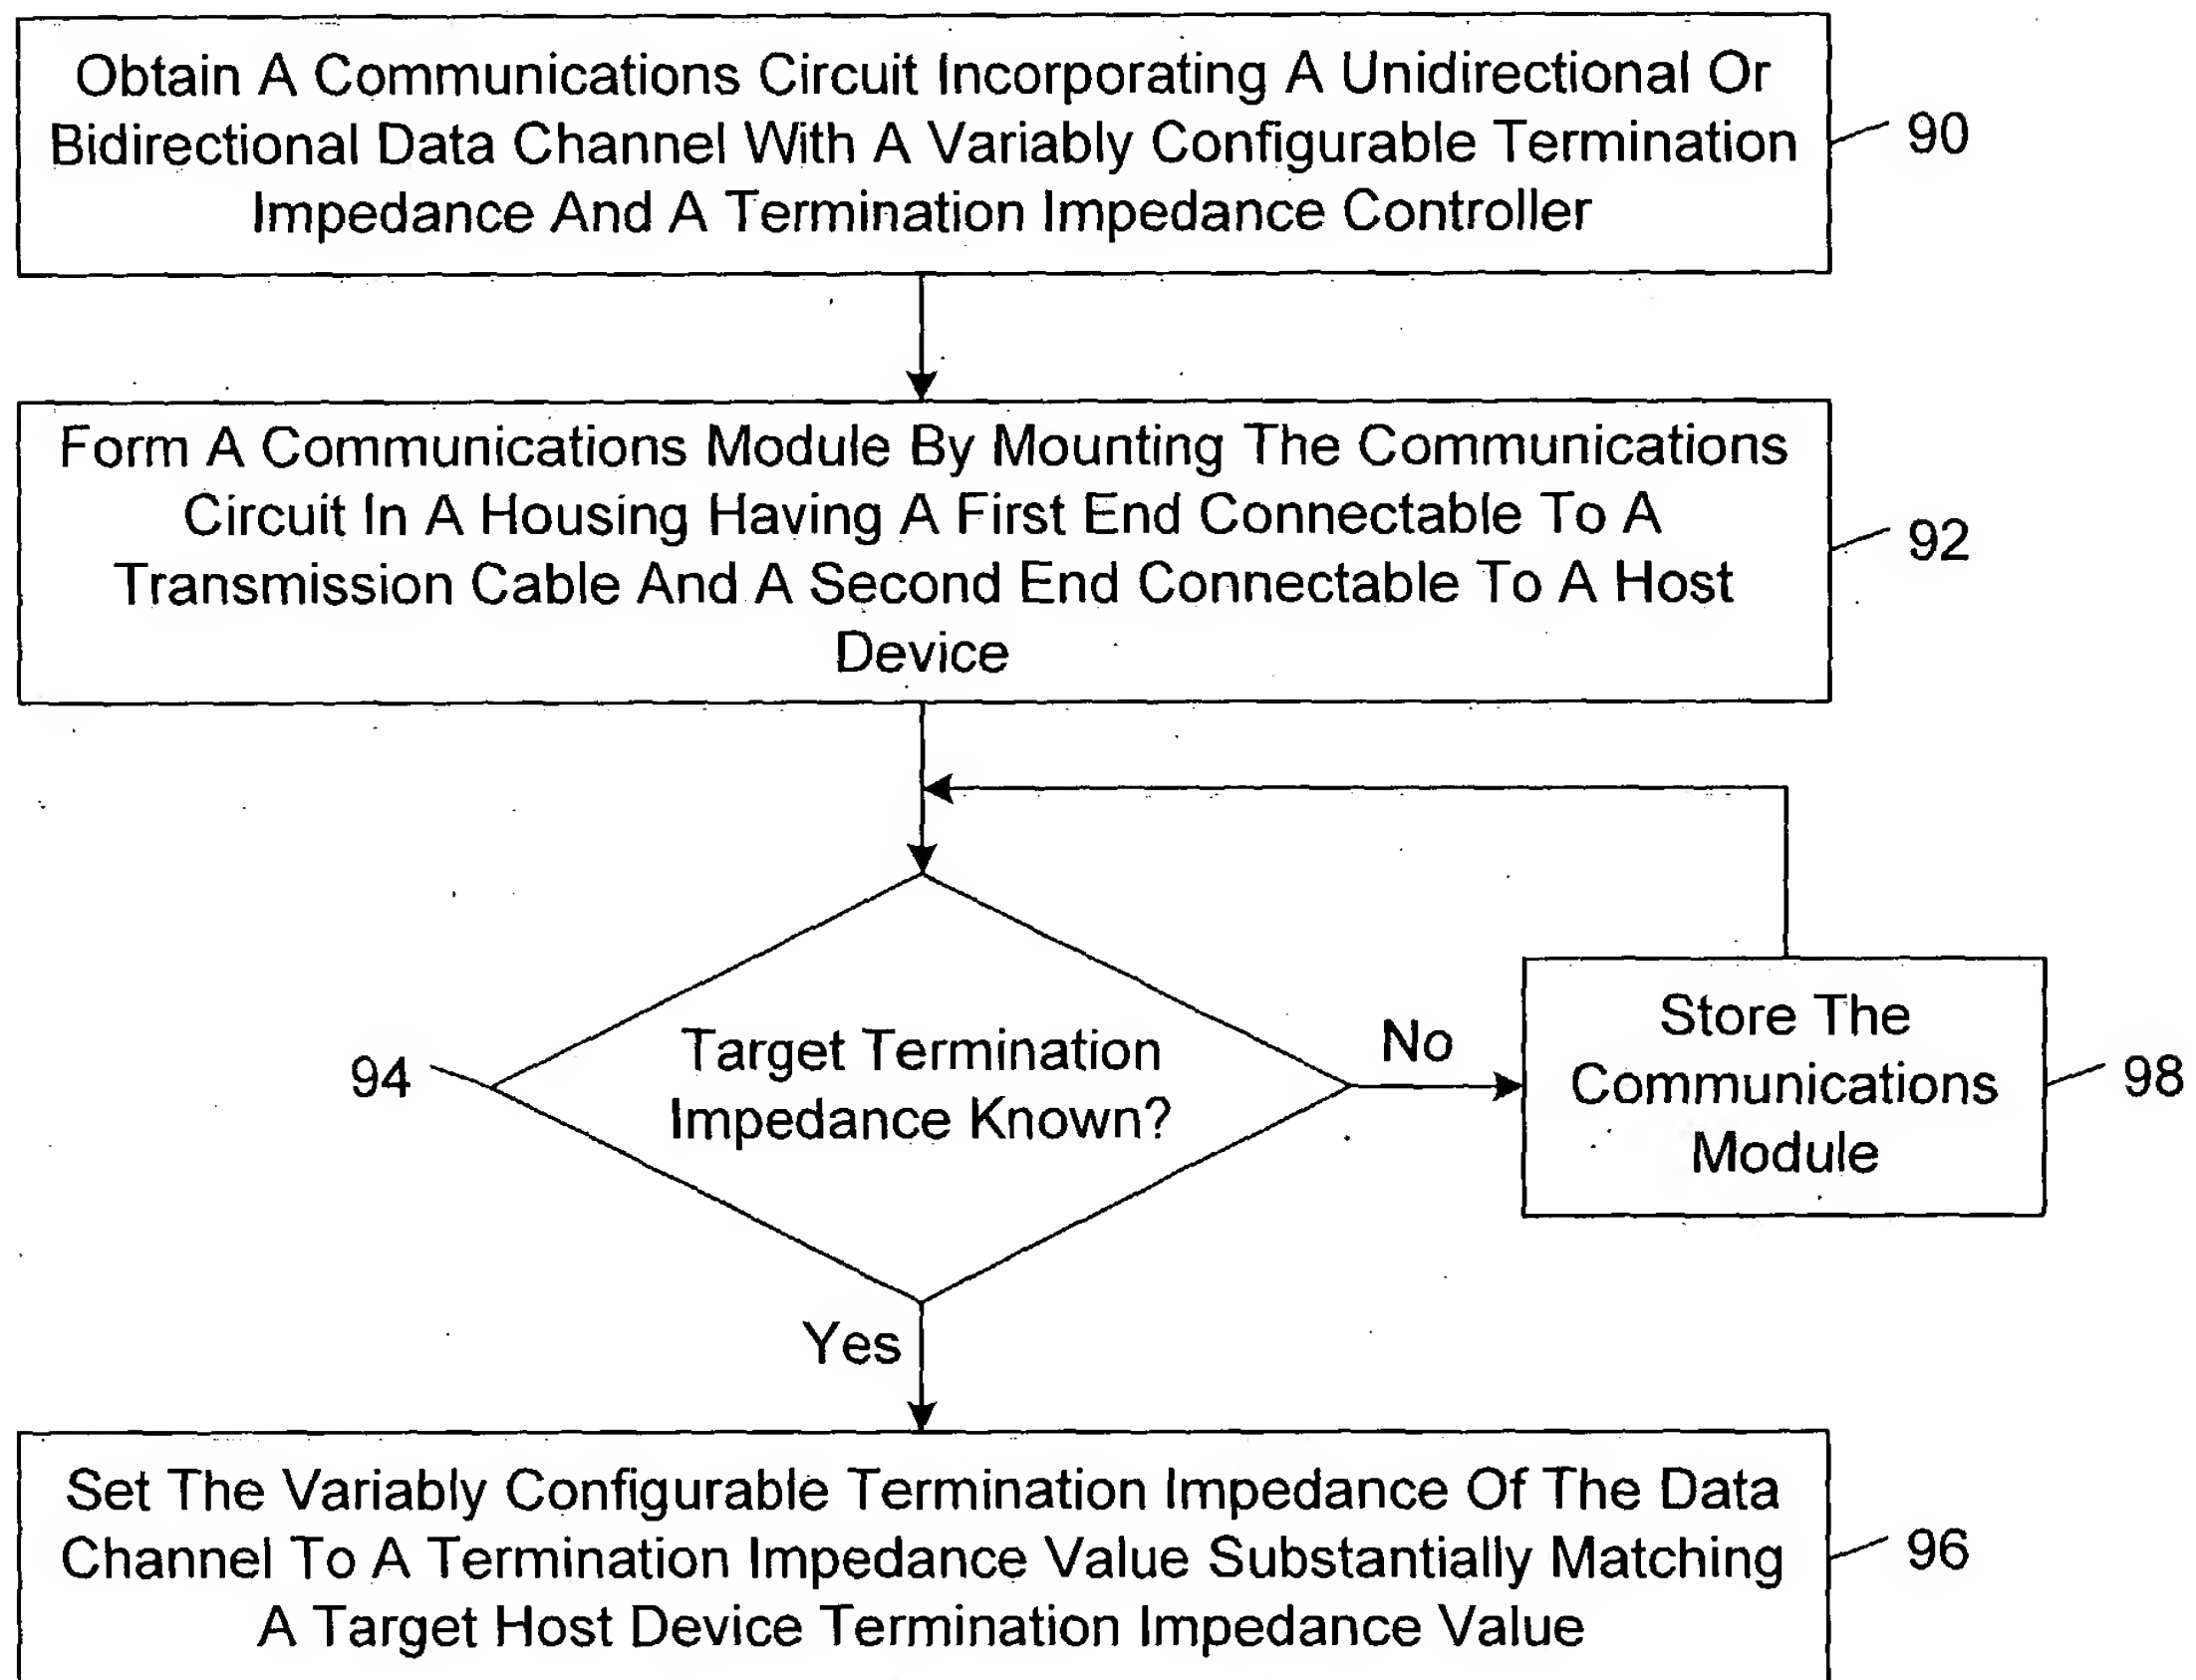 Obtain A Communications Circuit Incorporating A Unidirectional Or
Bidirectional Data Channel With A Variably Configurable Termination
Impedance And A Termination Impedance Controller
90
Form A Communications Module By Mounting The Communications
Circuit In A Housing Having A First End Connectable To A
Transmission Cable And A Second End Connectable To A Host
Device
92
94
Target Termination
Impedance Known?
No
Store The
Communications
Module
98
Yes
Set The Variably Configurable Termination Impedance Of The Data
Channel To A Termination Impedance Value Substantially Matching
A Target Host Device Termination Impedance Value
96